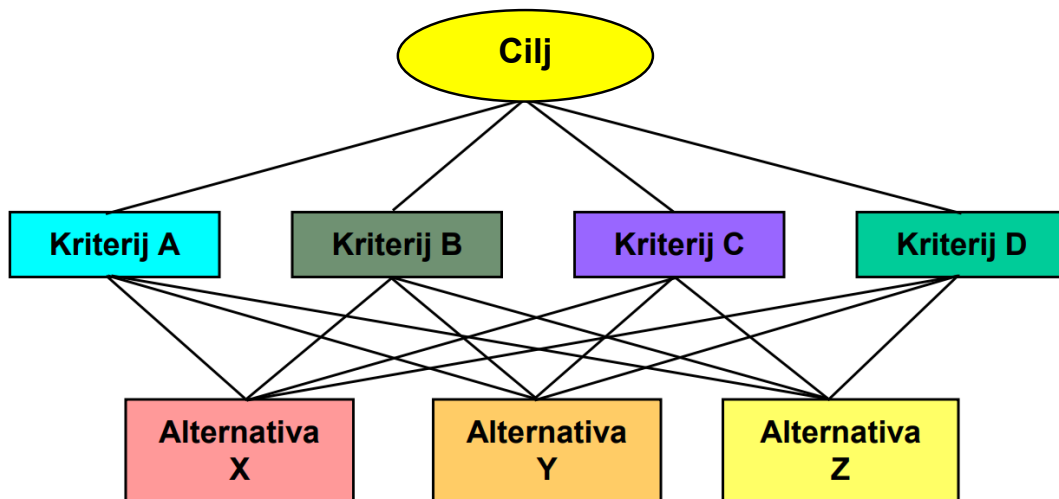 Cilj
Kriterij A
Kriterij B
Kriterij C
Kriterij D
Alternativa
X
Alternativa
Y
Alternativa
Z